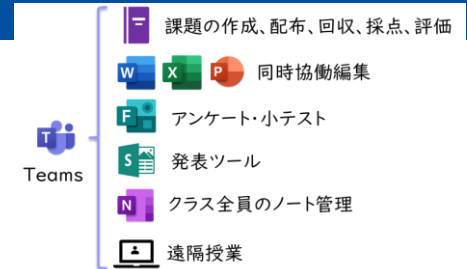 課題の作成、配布、回収、採点、評価
W X P 同時協働編集
F アンケート・小テスト
T
S 発表ツール
Teams
N クラス全員のノート管理
遠隔授業